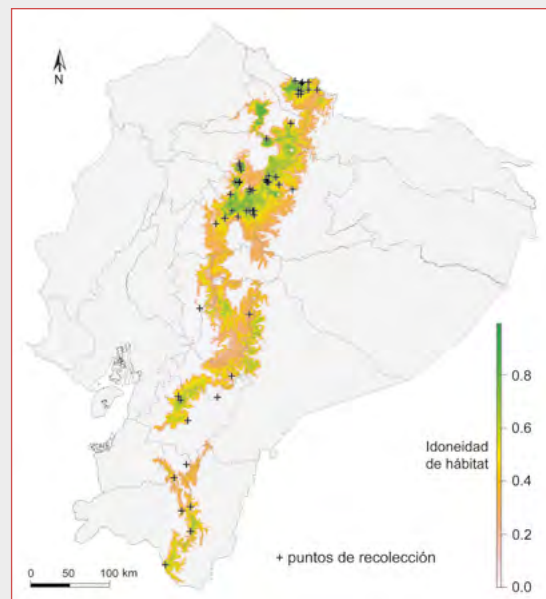 N
0.8
0.6
Idoneidad
de hábitat
0.4
0.2
+ puntos de recolección
0.0
0 50 100 km